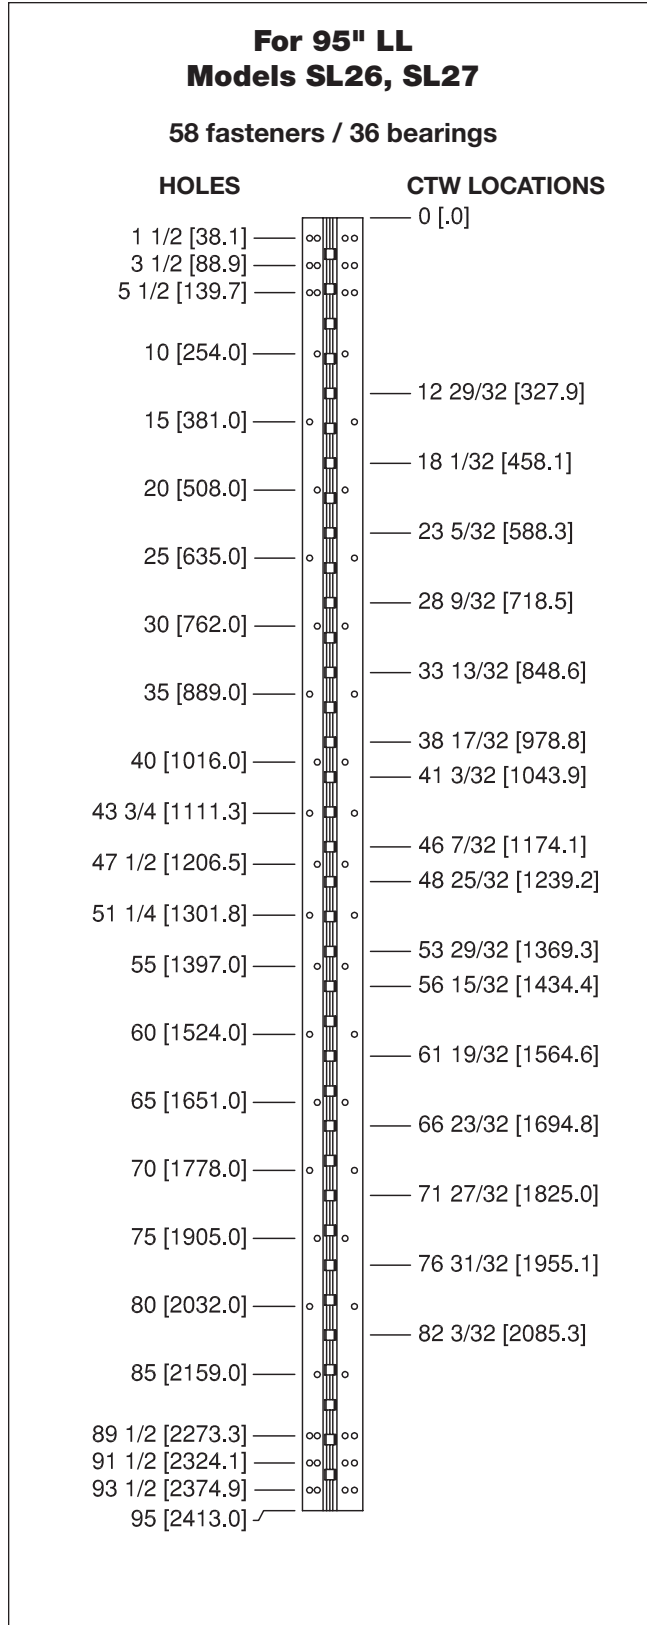 For 95" LL
Models SL26, SL27
58 fasteners / 36 bearings
HOLES
1 1/2 [38.1]
3 1/2 [88.9]
5 1/2 [139.7]
10 [254.0]
15 [381.0]
20 [508.0]
25 [635.0]
30 [762.0]
35 [889.0]
40 [1016.0]
43 3/4 [1111.3]
47 1/2 [1206.5]
51 1/4 [1301.8]
55 [1397.0]
60 [1524.0]
65 [1651.0]
70 [1778.0]
75 [1905.0]
80 [2032.0]
85 [2159.0]
89 1/2 [2273.3]
91 1/2 [2324.1]
93 1/2 [2374.9]
95 [2413.0]
CTW LOCATIONS
0 [.0]
12 29/32 [327.9]
18 1/32 [458.1]
23 5/32 [588.3]
28 9/32 [718.5]
33 13/32 [848.6]
38 17/32 [978.8]
41 3/32 [1043.9]
46 7/32 [1174.1]
48 25/32 [1239.2]
53 29/32 [1369.3]
56 15/32 [1434.4]
61 19/32 [1564.6]
66 23/32 [1694.8]
71 27/32 [1825.0]
76 31/32 [1955.1]
82 3/32 [2085.3]